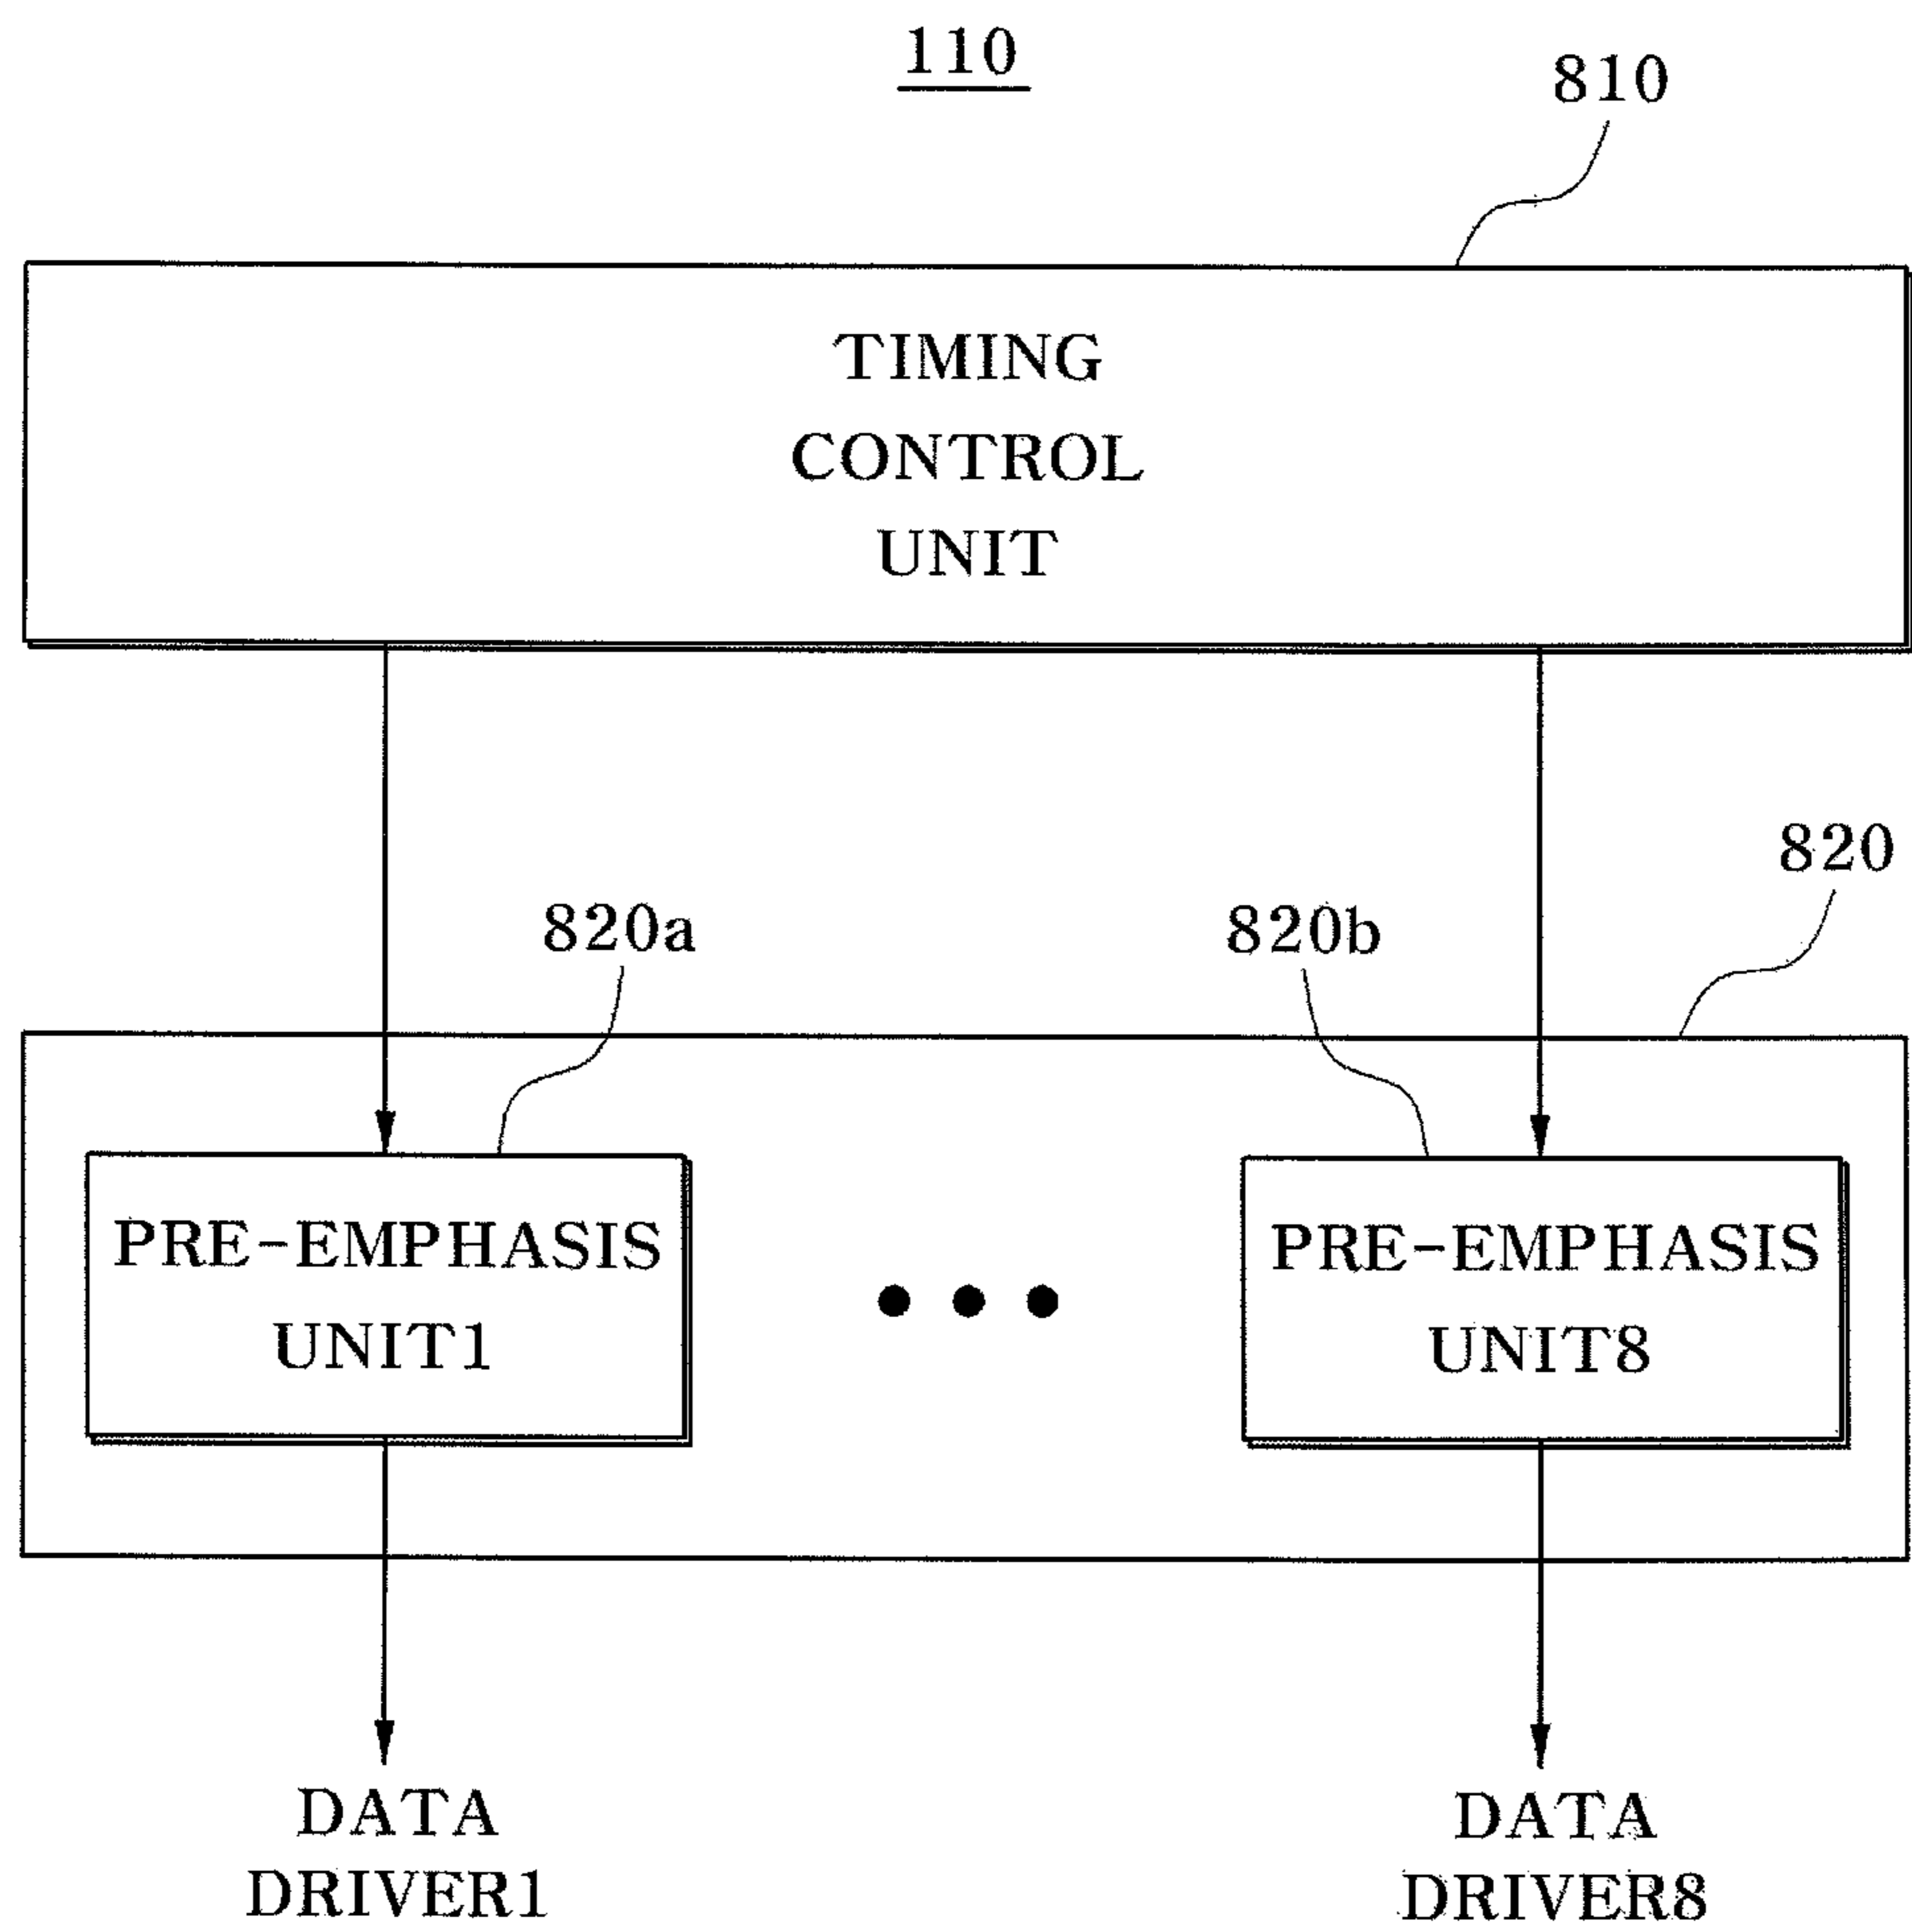 110
810
TIMING
CONTROL
UNIT
820
820a
820b
PRE-EMPHASIS
UNIT1
PRE-EMPHASIS
UNIT8
DATA
DRIVER1
DATA
DRIVER8